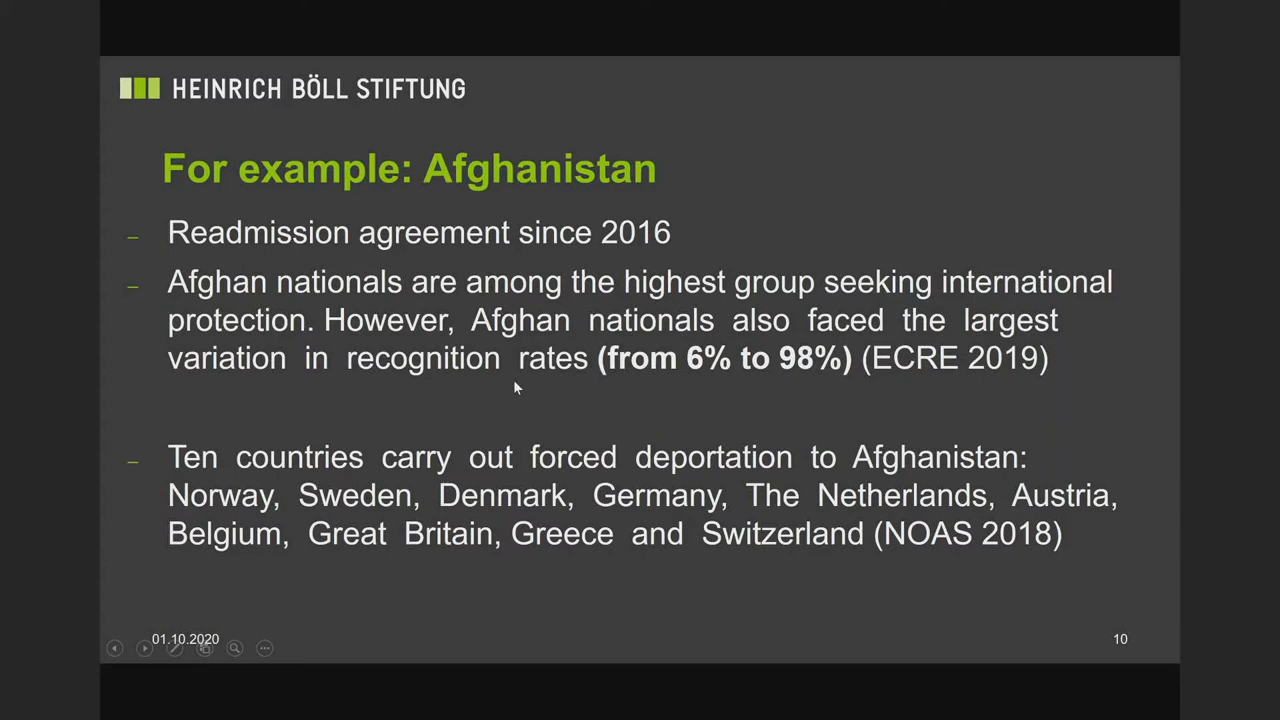 HEINRICH BÖLL STIFTUNG
For example: Afghanistan
– Readmission agreement since 2016
– Afghan nationals are among the highest group seeking international
protection. However, Afghan nationals also faced the largest
variation in recognition rates (from 6% to 98%) (ECRE 2019)
– Ten countries carry out forced deportation to Afghanistan:
Norway, Sweden, Denmark, Germany, The Netherlands, Austria,
Belgium, Great Britain, Greece and Switzerland (NOAS 2018)
01.10.2020
10